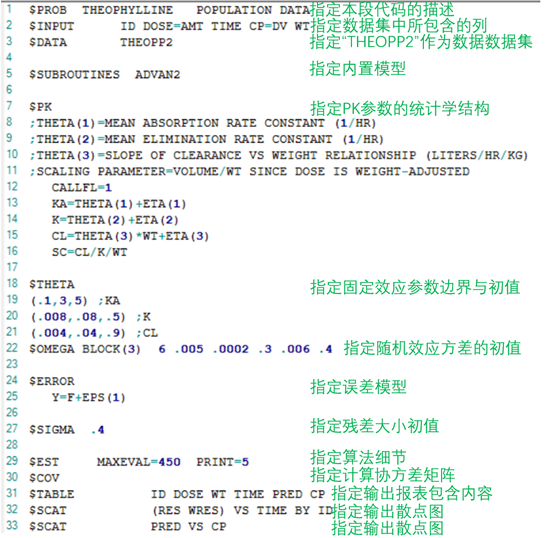 1 $PROB THEOPHYLLINE POPULATION DATA指定本段代码的描述
2 $INPUT ID DOSE=AMT TIME CP=DV WT指定数据集中所包含的列
3 $DATA THEOPP2 指定“THEOPP2”作为数据数据集
4
5 $SUBROUTINES ADVAN2 指定内置模型
6
7 $PK 指定PK参数的统计学结构
8 ;THETA(1)=MEAN ABSORPTION RATE CONSTANT (1/HR)
9 ;THETA(2)=MEAN ELIMINATION RATE CONSTANT (1/HR)
10 ;THETA(3)=SLOPE OF CLEARANCE VS WEIGHT RELATIONSHIP (LITERS/HR/KG)
11 ;SCALING PARAMETER=VOLUME/WT SINCE DOSE IS WEIGHT-ADJUSTED
12 CALLFL=1
13 KA=THETA(1)+ETA(1)
14 K=THETA(2)+ETA(2)
15 CL=THETA(3)*WT+ETA(3)
16 SC=CL/K/WT
17
18 $THETA 指定固定效应参数边界与初值
19 (.1,3,5) ;KA
20 (.008,.08,.5) ;K
21 (.004,.04,.9) ;CL
22 $OMEGA BLOCK(3) 6 .005 .0002 .3 .006 .4 指定随机效应方差的初值
23
24 $ERROR 指定误差模型
25 Y=F+EPS(1)
26
27 $SIGMA .4 指定残差大小初值
28
29 $EST MAXEVAL=450 PRINT=5 指定算法细节
30 $COV 指定计算协方差矩阵
31 $TABLE ID DOSE WT TIME PRED CP 指定输出报表包含内容
32 $SCAT (RES WRES) VS TIME BY ID指定输出散点图
33 $SCAT PRED VS CP 指定输出散点图